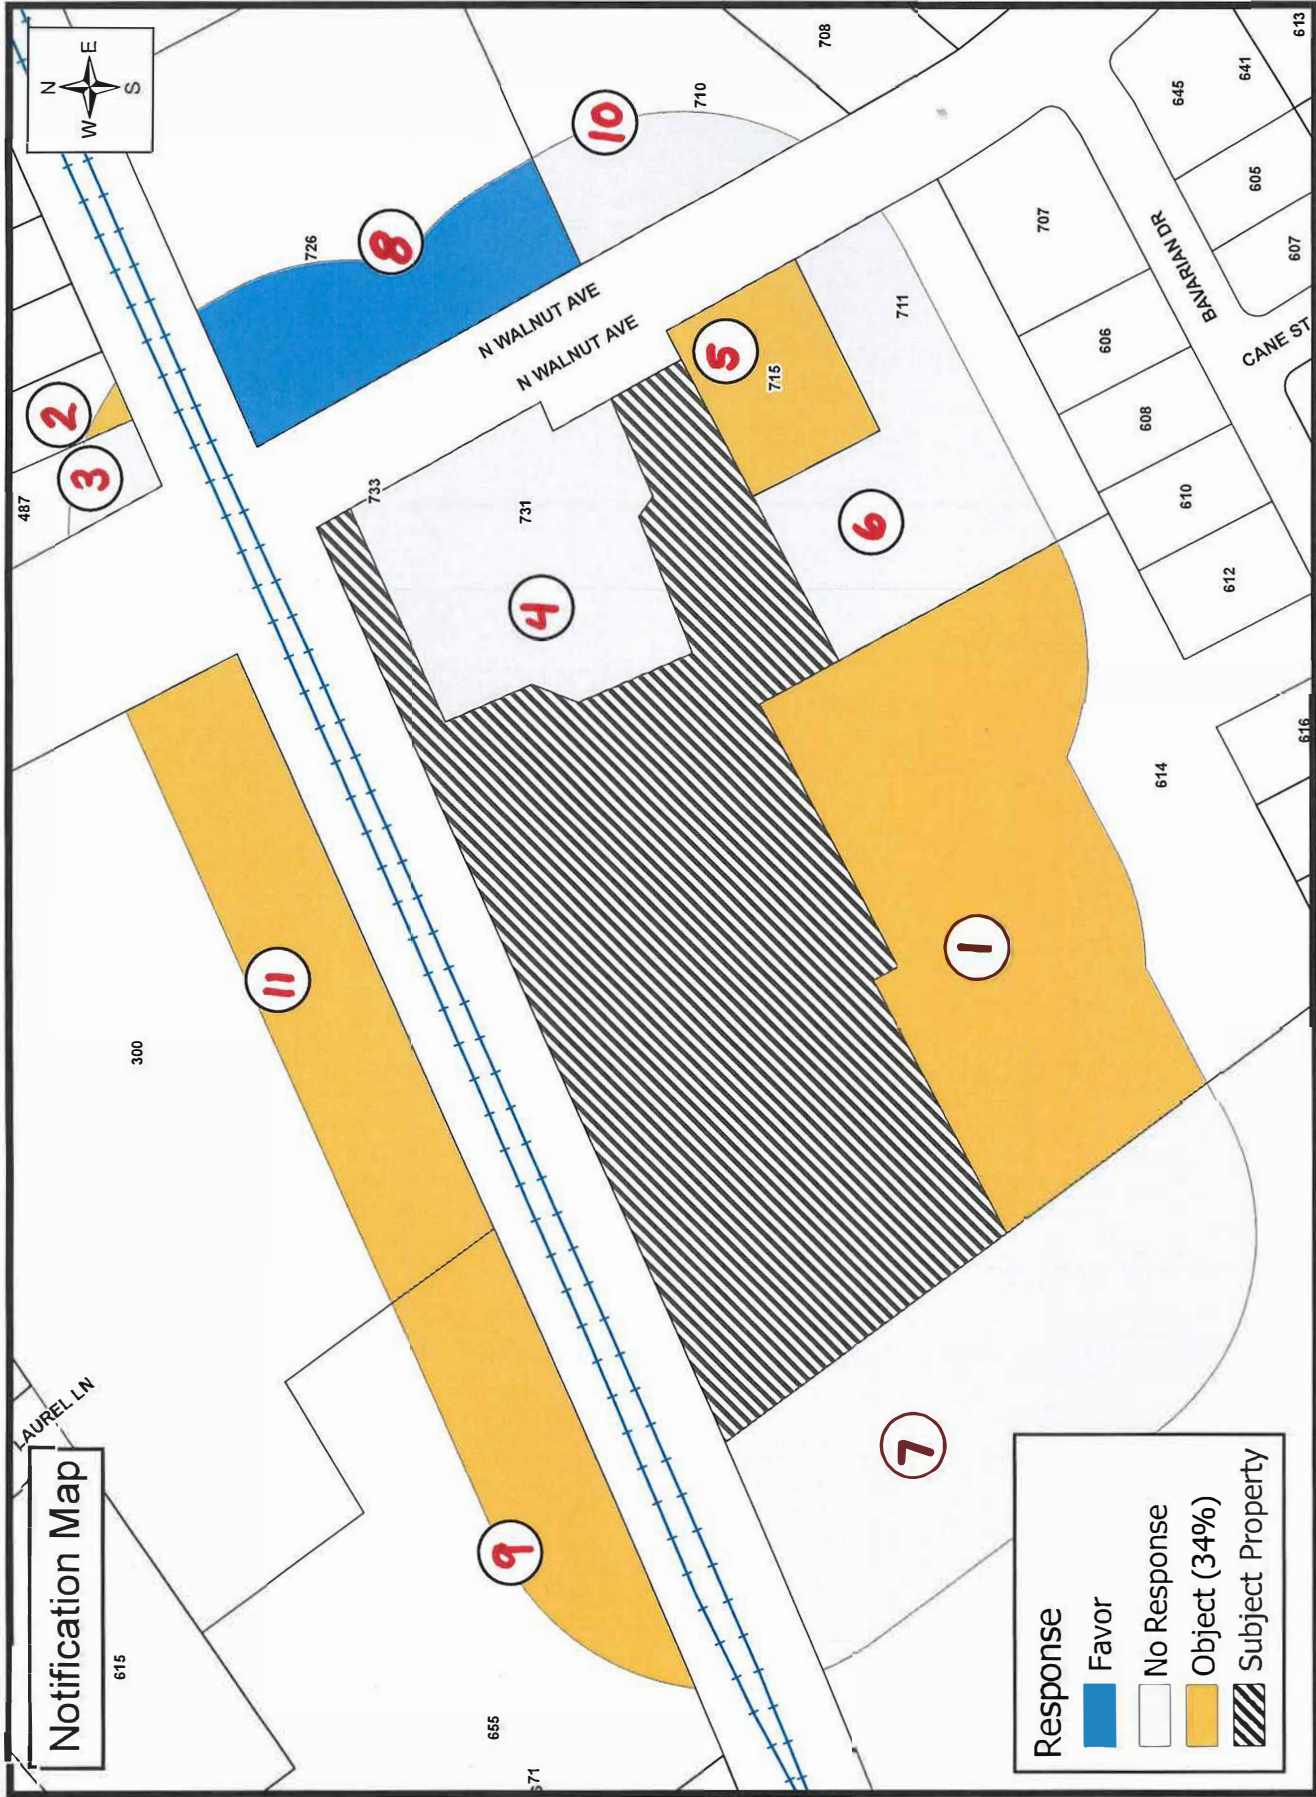 Notification Map
N
W
E
S
LAUREL LN
615
655
671
300
487
2
3
11
9
733
731
4
726
8
N WALNUT AVE
N WALNUT AVE
10
710
708
5
715
711
6
707
1
7
606
608
610
612
614
616
BAVARIAN DR
CANE ST
645
641
613
605
607
Response
Favor
No Response
Object (34%)
Subject Property